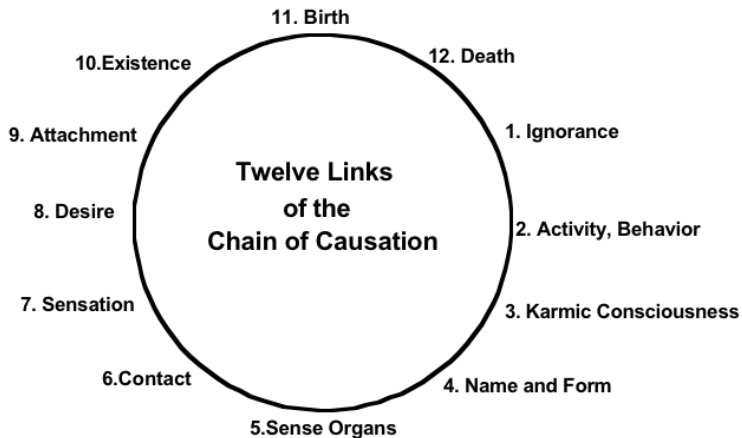 11. Birth
12. Death
10.Existence
1. Ignorance
9. Attachment
Twelve Links
of the
Chain of Causation
8. Desire
2. Activity, Behavior
7. Sensation
3. Karmic Consciousness
6.Contact
4. Name and Form
5.Sense Organs